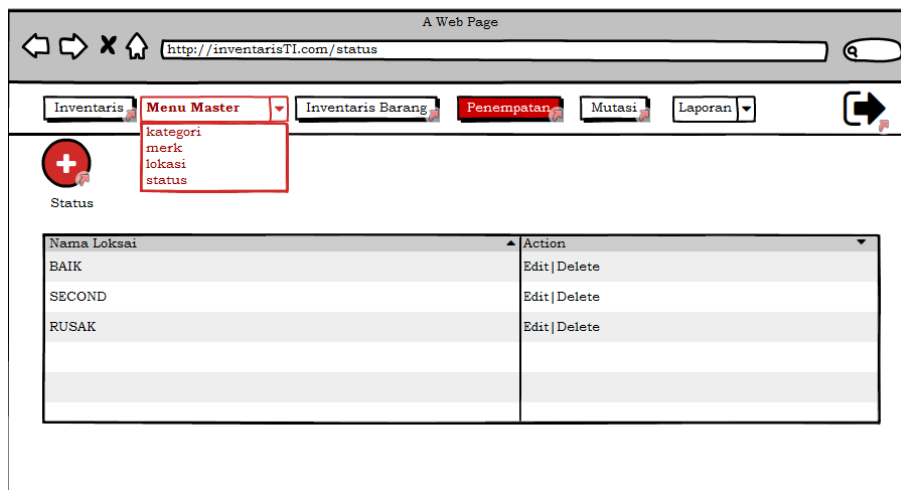 A Web Page
http://inventarisTI.com/status
Inventaris Menu Master Inventaris Barang Penempatan Mutasi Laporan
kategori
merk
lokasi
status
Status
Nama Loksai Action
BAIK Edit|Delete
SECOND Edit|Delete
RUSAK Edit|Delete